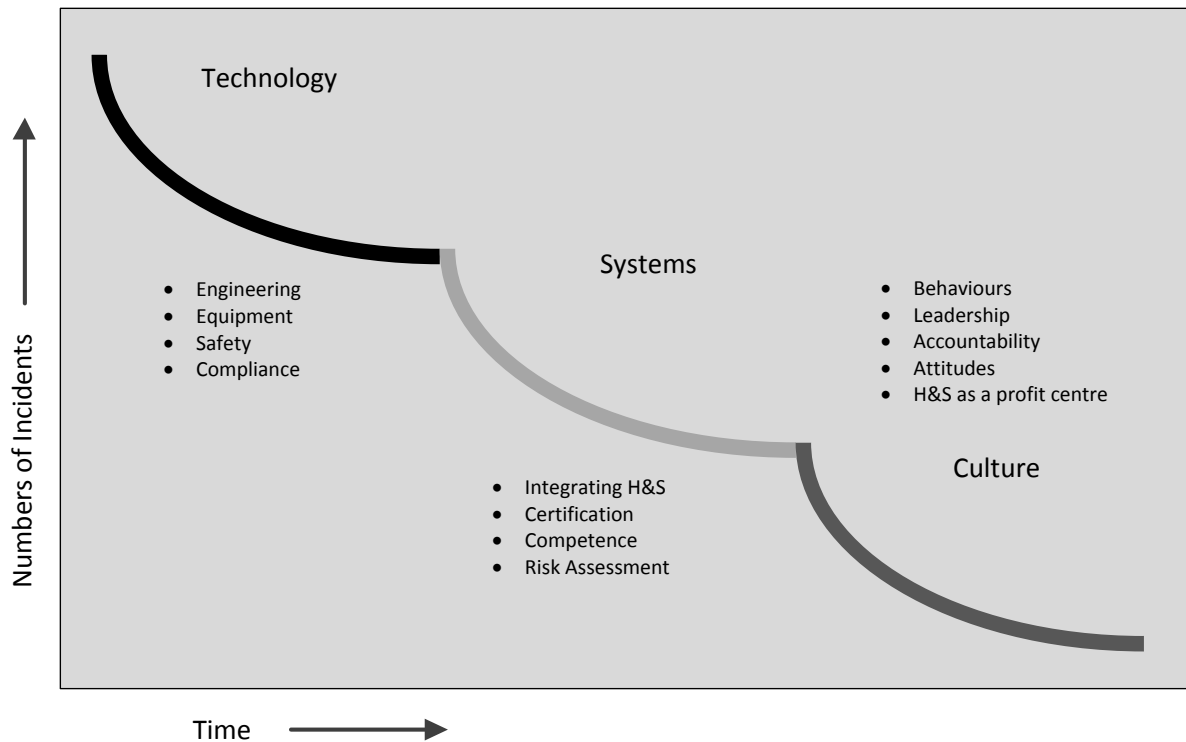 Technology
Numbers of Incidents
Systems
• Engineering
• Equipment
• Safety
• Compliance
• Behaviours
• Leadership
• Accountability
• Attitudes
• H&S as a profit centre
Culture
• Integrating H&S
• Certification
• Competence
• Risk Assessment
Time